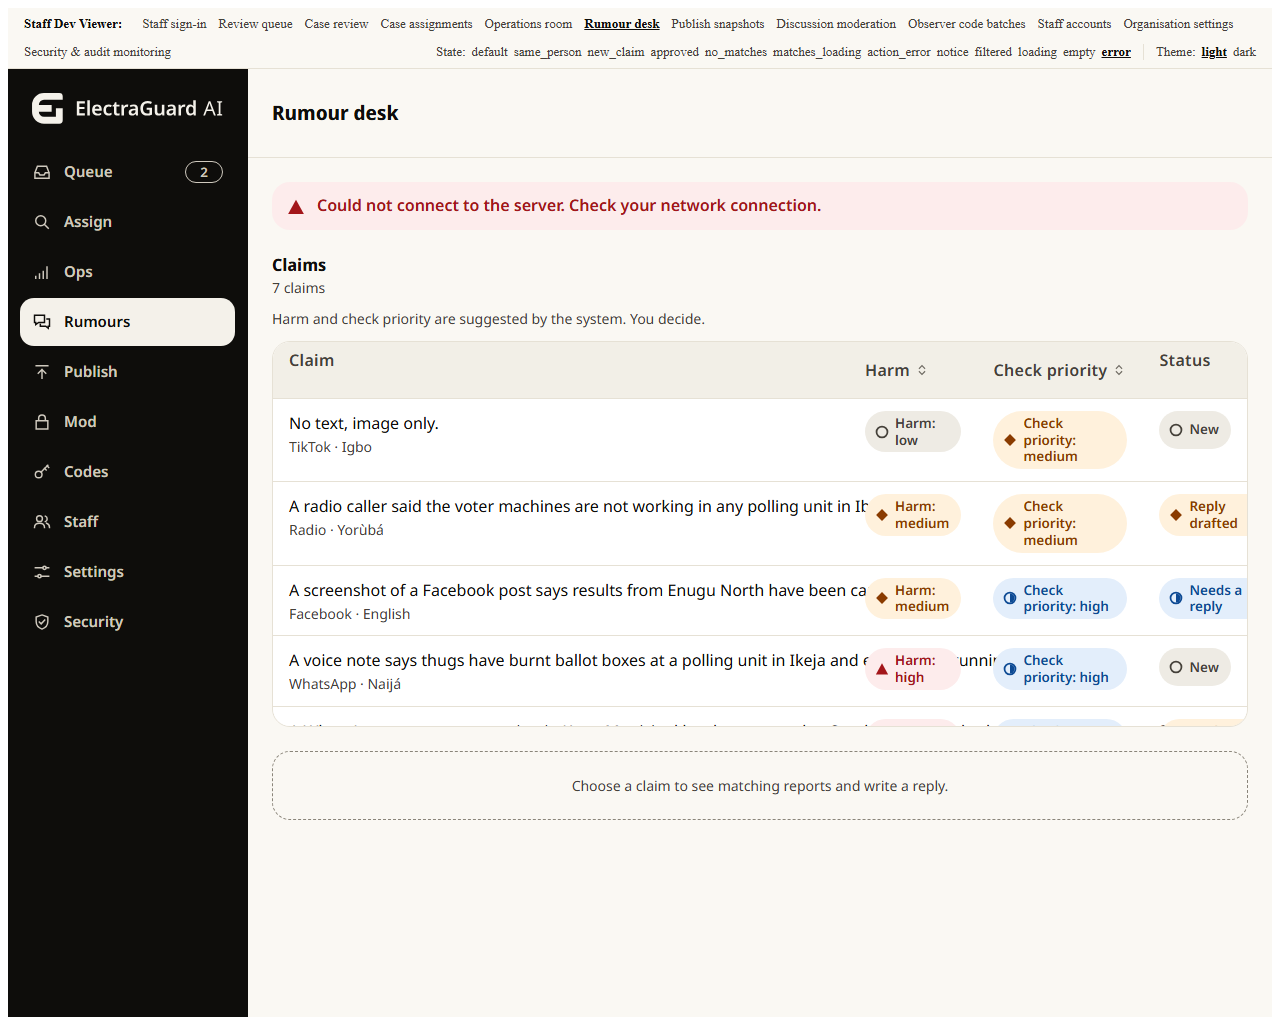 Staff Dev Viewer: Staff sign-in Review queue Case review Case assignments Operations room Rumour desk Publish snapshots Discussion moderation Observer code batches Staff accounts Organisation settings
Security & audit monitoring State: default same_person new_claim approved no_matches matches_loading action_error notice filtered loading empty error Theme: light dark
ElectraGuard AI
Queue 2
Assign
Ops
Rumours
Publish
Mod
Codes
Staff
Settings
Security
Rumour desk
Could not connect to the server. Check your network connection.
Claims
7 claims
Harm and check priority are suggested by the system. You decide.
Claim Harm Check priority Status
No text, image only.
TikTok · Igbo
Harm: low
Check priority: medium
New
A radio caller said the voter machines are not working in any polling unit in
Radio · Yorùbá
Harm: medium
Check priority: medium
Reply drafted
A screenshot of a Facebook post says results from Enugu North have been
Facebook · English
Harm: medium
Check priority: high
Needs a reply
A voice note says thugs have burnt ballot boxes at a polling unit in Ikeja and
WhatsApp · Naijá
Harm: high
Check priority: high
New
Choose a claim to see matching reports and write a reply.